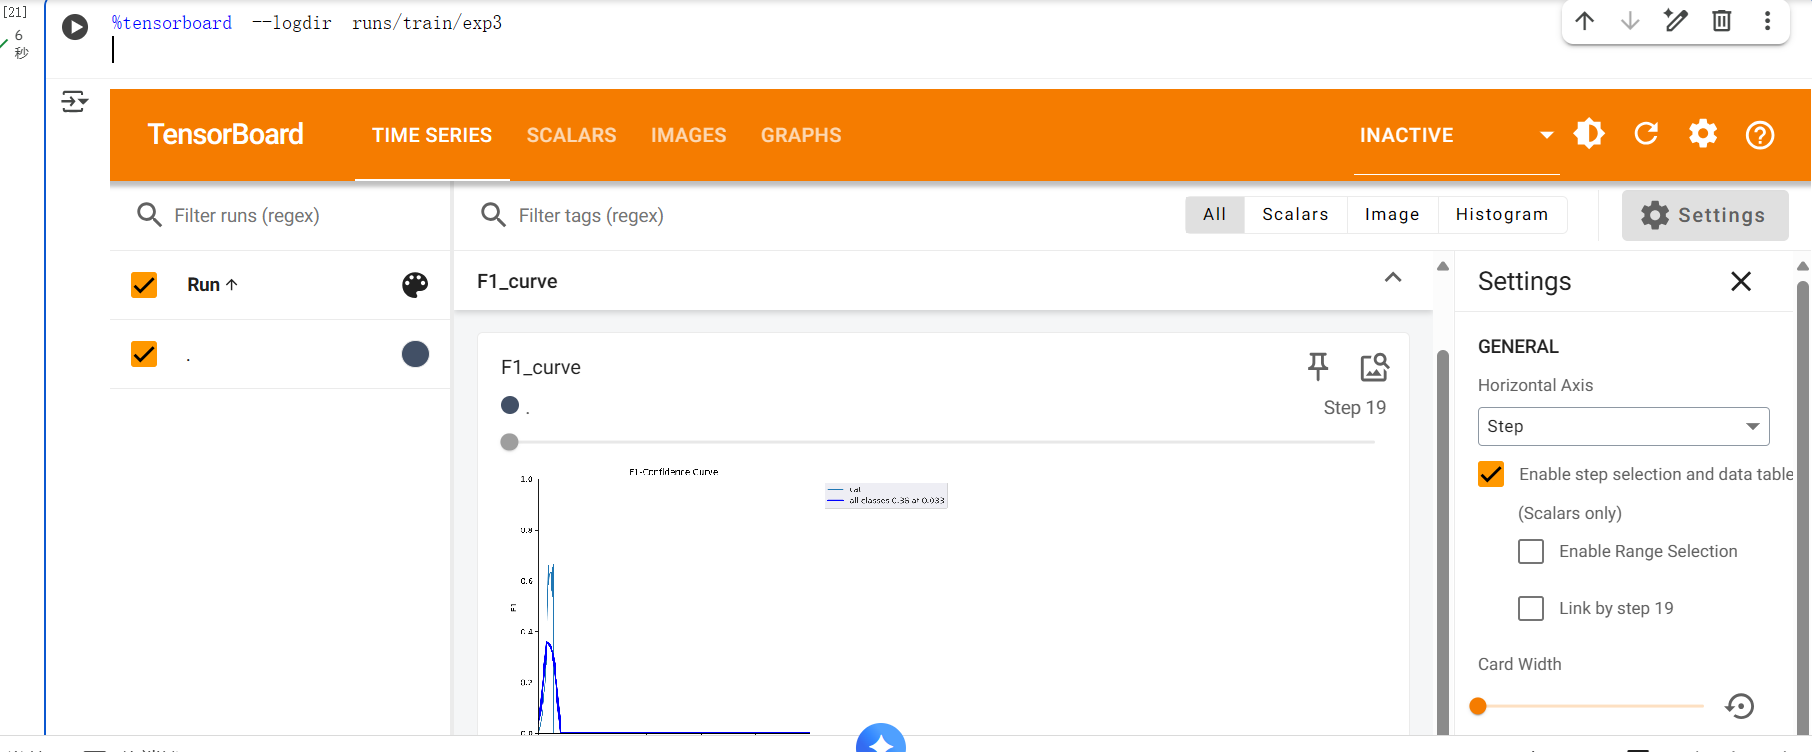 [21]
6
秒
%tensorboard --logdir runs/train/exp3
TensorBoard
TIME SERIES
SCALARS
IMAGES
GRAPHS
INACTIVE
Filter runs (regex)
Filter tags (regex)
All
Scalars
Image
Histogram
Settings
Run
.
F1_curve
F1_curve
.
Step 19
F1-Confidence Curve
cat
all classes 0.36 at 0.033
1.0
0.8
0.6
0.4
0.2
0.0
F1
Settings
GENERAL
Horizontal Axis
Step
Enable step selection and data table
(Scalars only)
Enable Range Selection
Link by step 19
Card Width